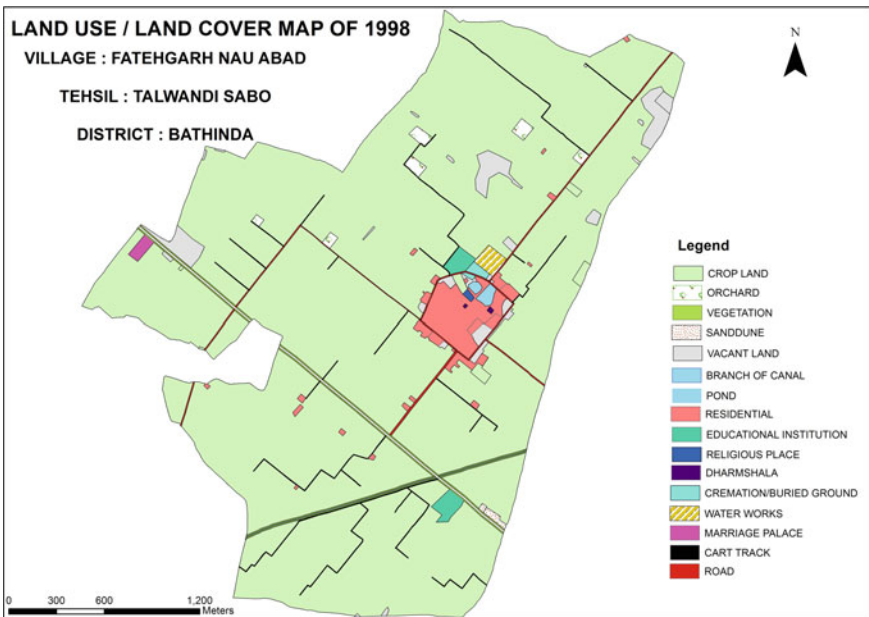 LAND USE / LAND COVER MAP OF 1998
VILLAGE : FATEHGARH NAU ABAD
TEHSIL : TALWANDI SABO
DISTRICT : BATHINDA
N
Legend
CROP LAND
ORCHARD
VEGETATION
SANDDUNE
VACANT LAND
BRANCH OF CANAL
POND
RESIDENTIAL
EDUCATIONAL INSTITUTION
RELIGIOUS PLACE
DHARMSHALA
CREMATION/BURIED GROUND
WATER WORKS
MARRIAGE PALACE
CART TRACK
ROAD
0 300 600 1,200
Meters